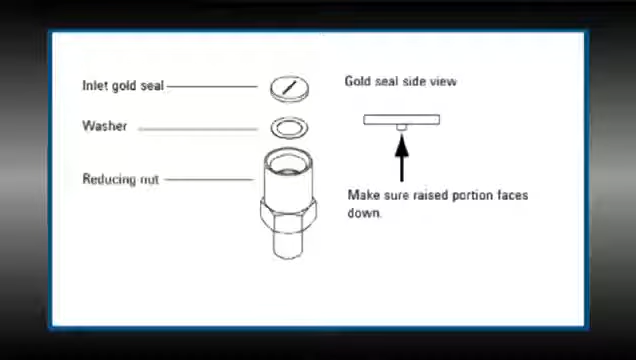 Inlet gold seal
Gold seal side view
Washer
Reducing nut
Make sure raised portion faces
down.